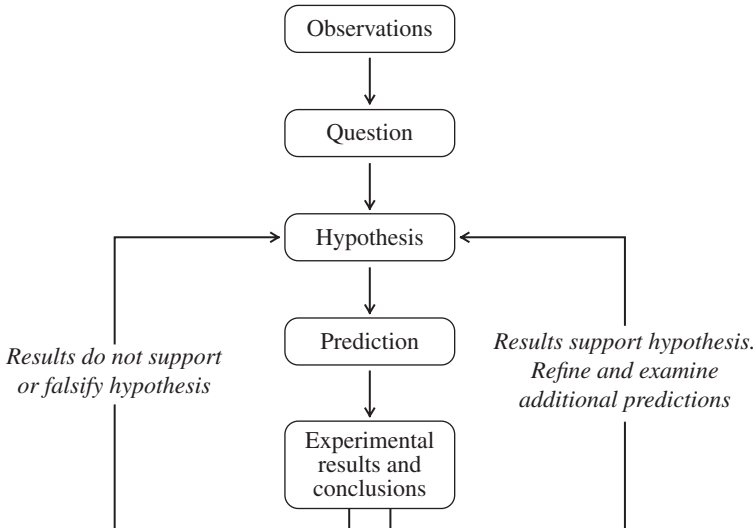 Observations
Question
Hypothesis
Prediction
Results do not support
or falsify hypothesis
Results support hypothesis.
Refine and examine
additional predictions
Experimental
results and
conclusions